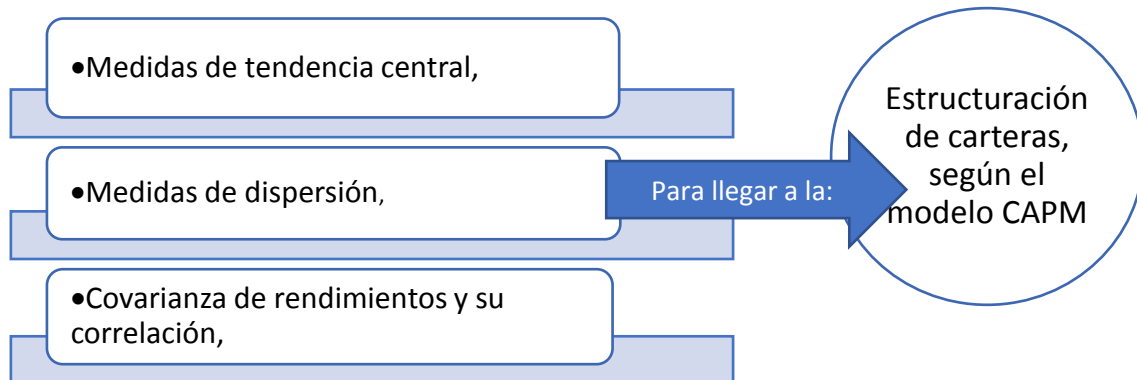 •Medidas de tendencia central,
•Medidas de dispersión,
•Covarianza de rendimientos y su
correlación,
Para llegar a la:
Estructuración
de carteras,
según el
modelo CAPM